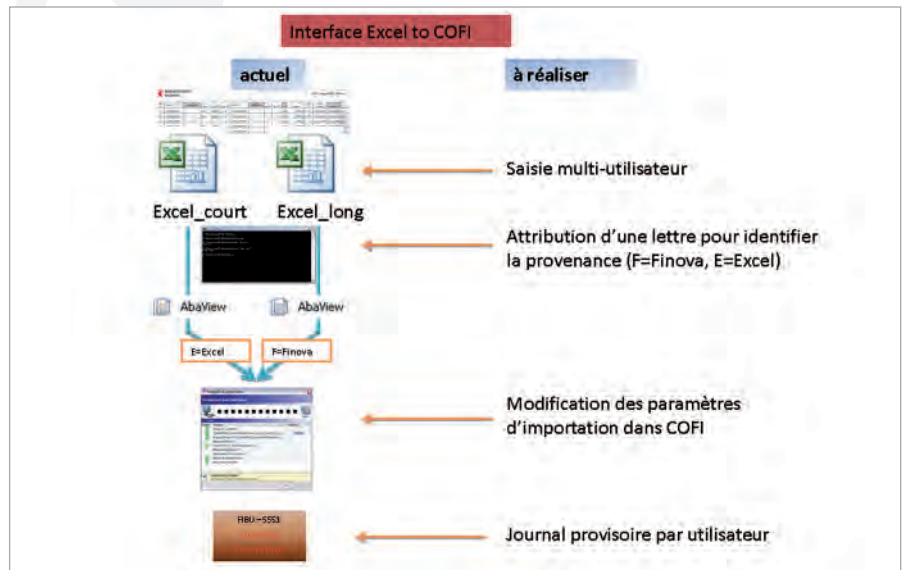 Interface Excel to COFI
actuel
à réaliser
Saisie multi-utilisateur
Excel_court
Excel_long
Attribution d'une lettre pour identifier
la provenance (F=Finova, E=Excel)
AbaView
AbaView
E=Excel
F=Finova
Modification des paramètres
d'importation dans COFI
FIBU-5553
Journal provisoire par utilisateur